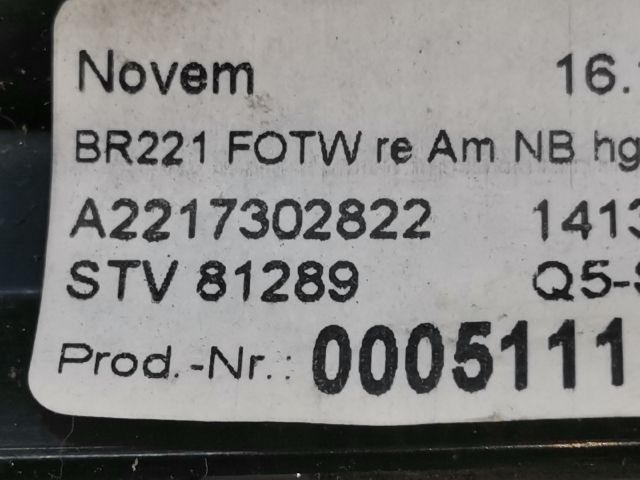 Novem 16.
BR221 FOTW re Am NB hg
A2217302822 1413
STV 81289 Q5-S
Prod.-Nr.: 0005111